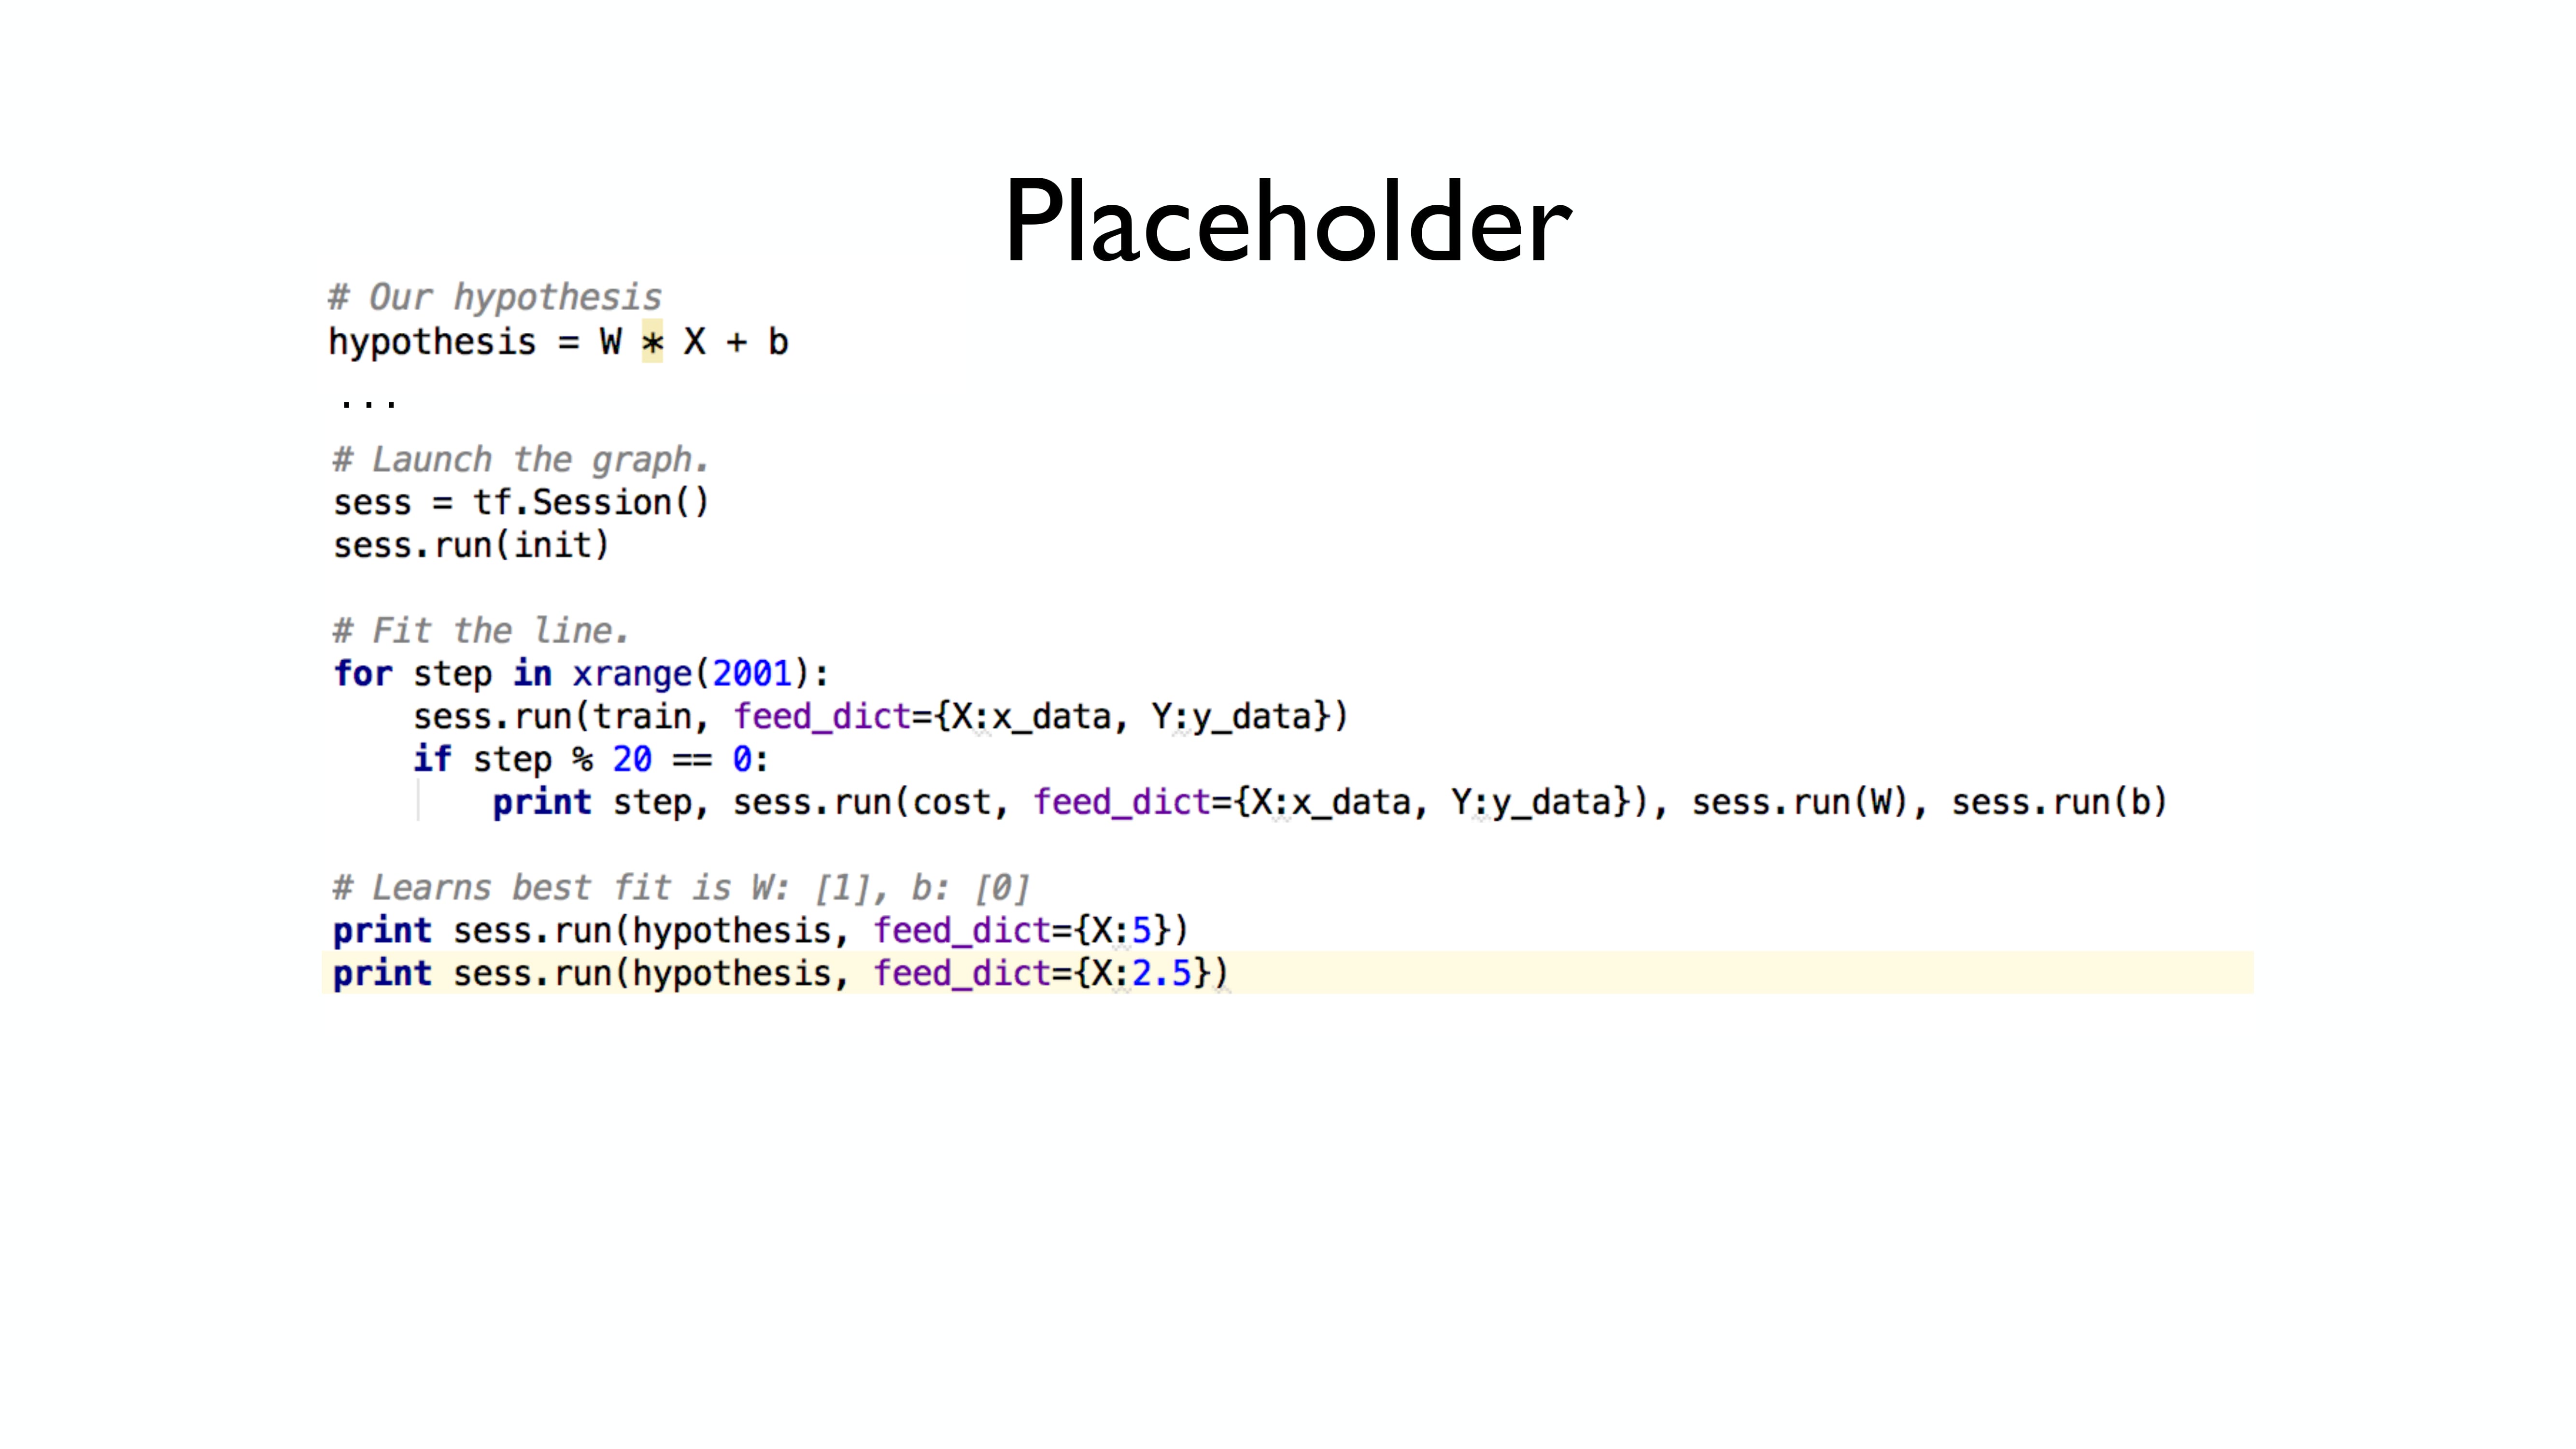 Placeholder
# Our hypothesis
hypothesis = W * X + b
...
# Launch the graph.
sess = tf.Session()
sess.run(init)
# Fit the line.
for step in xrange(2001):
    sess.run(train, feed_dict={X:x_data, Y:y_data})
    if step % 20 == 0:
        print step, sess.run(cost, feed_dict={X:x_data, Y:y_data}), sess.run(W), sess.run(b)
# Learns best fit is W: [1], b: [0]
print sess.run(hypothesis, feed_dict={X:5})
print sess.run(hypothesis, feed_dict={X:2.5})